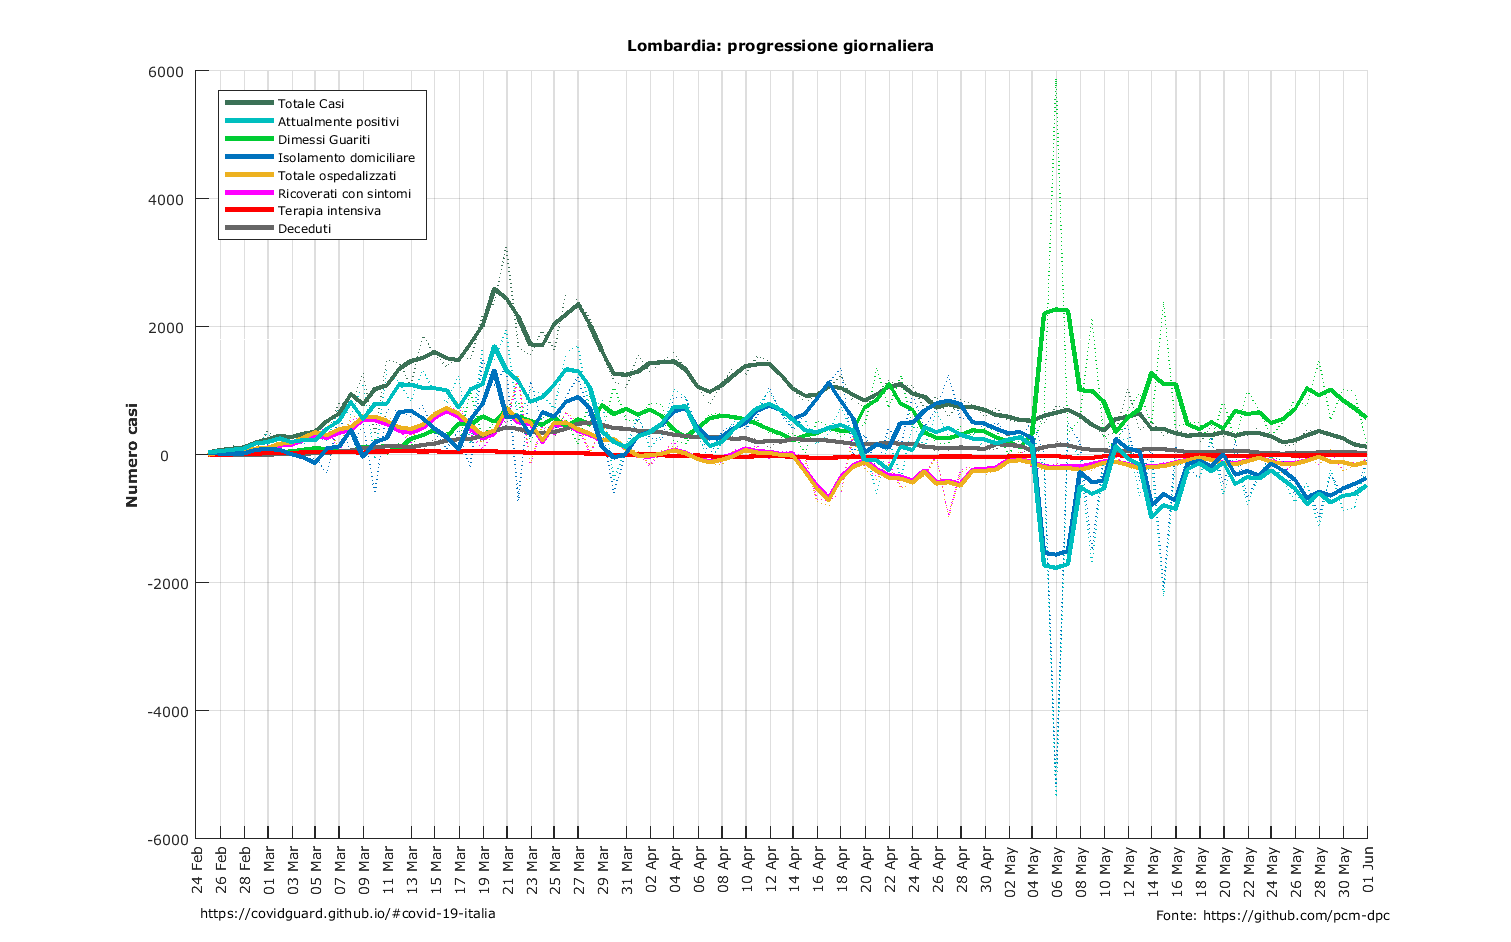 Lombardia: progressione giornaliera
Numero casi
6000
4000
2000
0
-2000
-4000
-6000
Totale Casi
Attualmente positivi
Dimessi Guariti
Isolamento domiciliare
Totale ospedalizzati
Ricoverati con sintomi
Terapia intensiva
Deceduti
24 Feb
26 Feb
28 Feb
01 Mar
03 Mar
05 Mar
07 Mar
09 Mar
11 Mar
13 Mar
15 Mar
17 Mar
19 Mar
21 Mar
23 Mar
25 Mar
27 Mar
29 Mar
31 Mar
02 Apr
04 Apr
06 Apr
08 Apr
10 Apr
12 Apr
14 Apr
16 Apr
18 Apr
20 Apr
22 Apr
24 Apr
26 Apr
28 Apr
30 Apr
02 May
04 May
06 May
08 May
10 May
12 May
14 May
16 May
18 May
20 May
22 May
24 May
26 May
28 May
30 May
01 Jun
https://covidguard.github.io/#covid-19-italia
Fonte: https://github.com/pcm-dpc